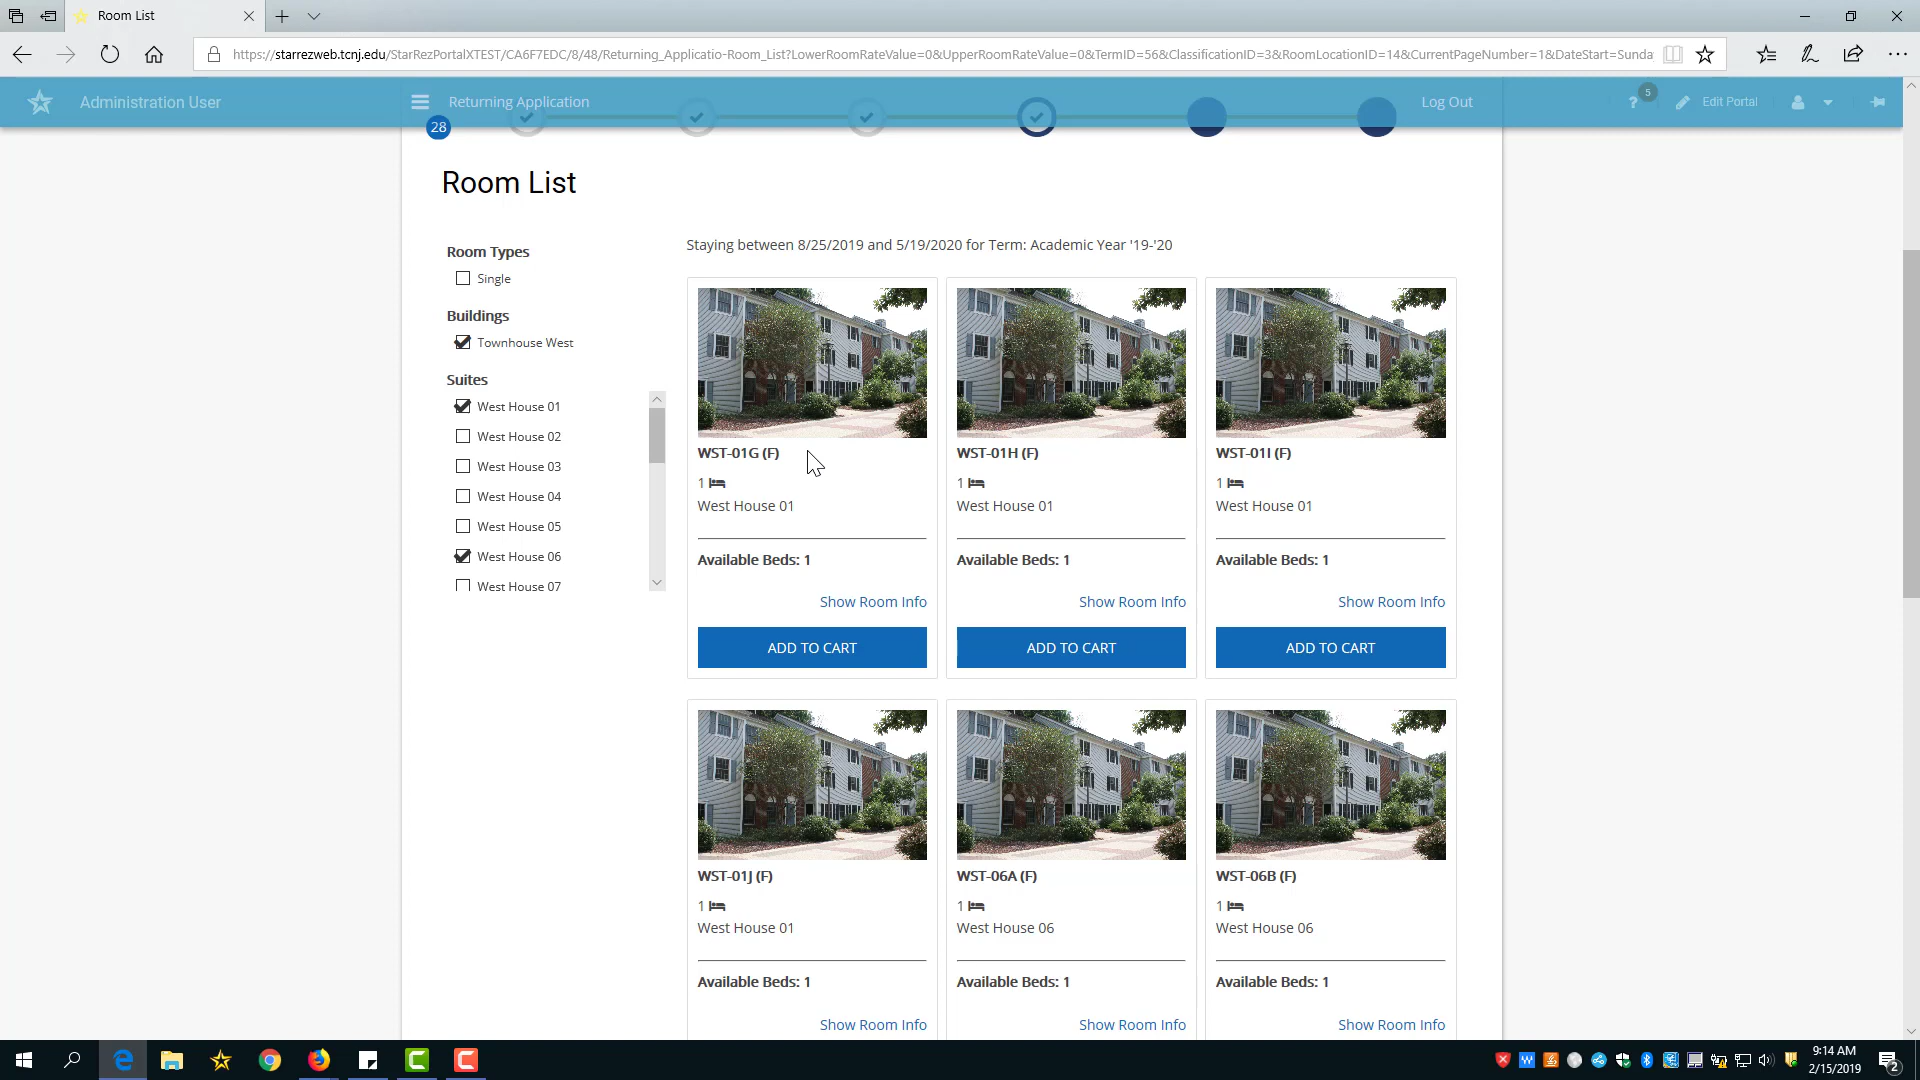 Room List
https://starrezweb.tcnj.edu/StarRezPortalXTEST/CA6F7EDC/8/48/Returning_Applicatio-Room_List?LowerRoomRateValue=0&UpperRoomRateValue=0&TermID=56&ClassificationID=3&RoomLocationID=14&CurrentPageNumber=1&DateStart=Sunda
Administration User
Returning Application
Log Out
? 5
Edit Portal
28
Room List
Room Types
Single
Buildings
Townhouse West
Suites
West House 01
West House 02
West House 03
West House 04
West House 05
West House 06
West House 07
Staying between 8/25/2019 and 5/19/2020 for Term: Academic Year '19-'20
WST-01G (F)
1
West House 01
Available Beds: 1
Show Room Info
ADD TO CART
WST-01H (F)
1
West House 01
Available Beds: 1
Show Room Info
ADD TO CART
WST-01I (F)
1
West House 01
Available Beds: 1
Show Room Info
ADD TO CART
WST-01J (F)
1
West House 01
Available Beds: 1
Show Room Info
WST-06A (F)
1
West House 06
Available Beds: 1
Show Room Info
WST-06B (F)
1
West House 06
Available Beds: 1
Show Room Info
9:14 AM
2/15/2019
2